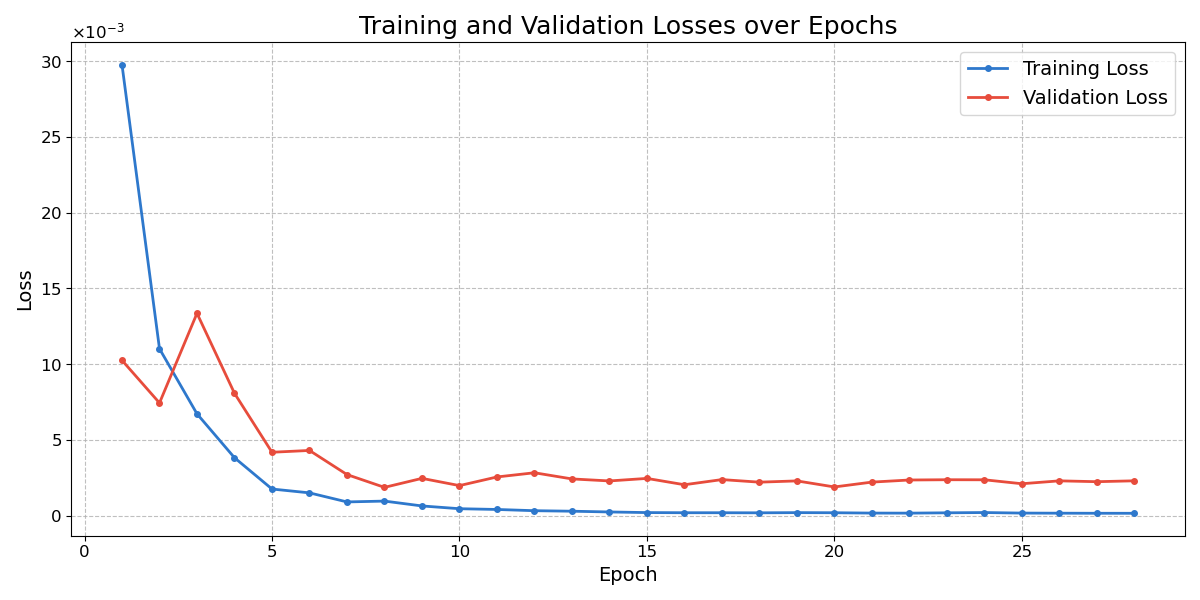 Training and Validation Losses over Epochs
×10⁻³
30
25
20
15
10
5
0
Loss
Training Loss
Validation Loss
0 5 10 15 20 25
Epoch